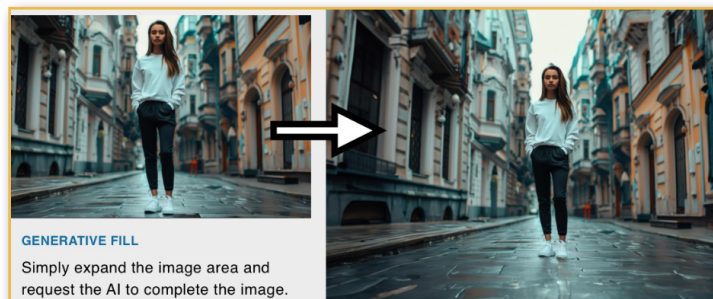 GENERATIVE FILL
Simply expand the image area and
request the AI to complete the image.